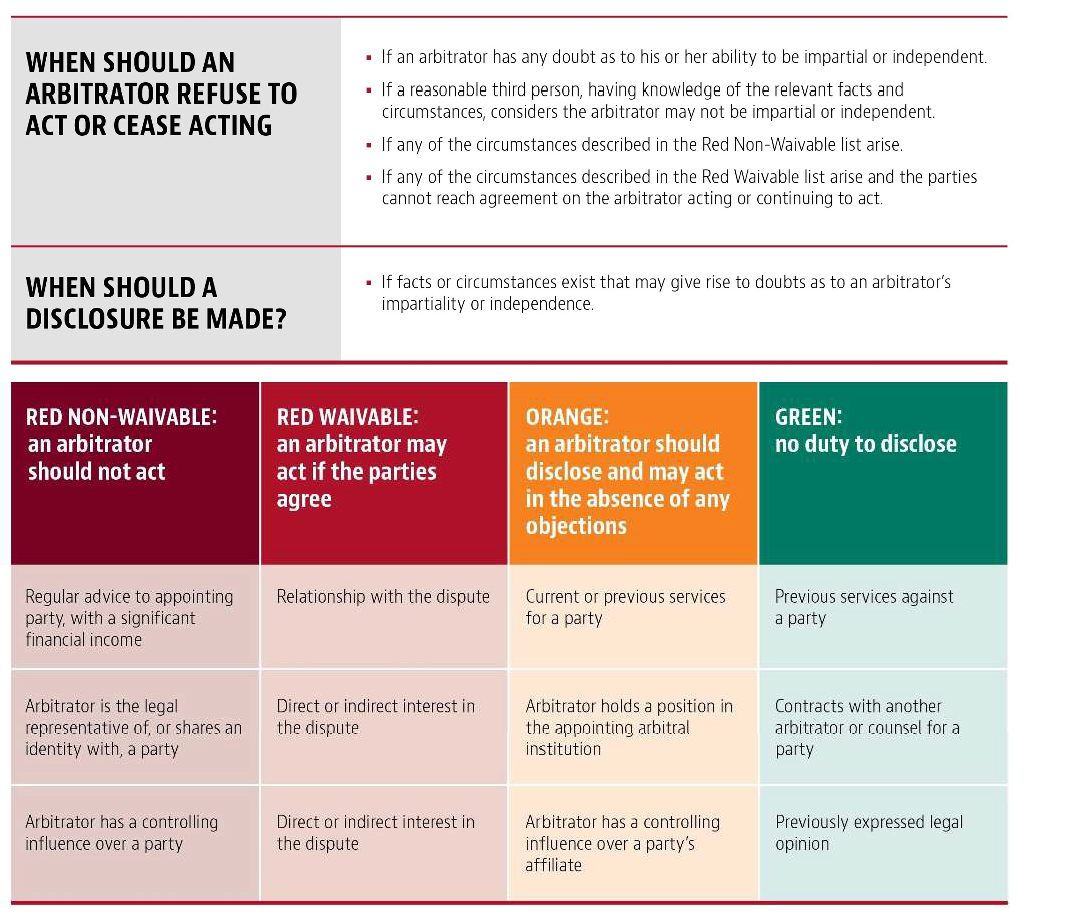 WHEN SHOULD AN
ARBITRATOR REFUSE TO
ACT OR CEASE ACTING
▪ If an arbitrator has any doubt as to his or her ability to be impartial or independent.
▪ If a reasonable third person, having knowledge of the relevant facts and
circumstances, considers the arbitrator may not be impartial or independent.
▪ If any of the circumstances described in the Red Non-Waivable list arise.
▪ If any of the circumstances described in the Red Waivable list arise and the parties
cannot reach agreement on the arbitrator acting or continuing to act.
WHEN SHOULD A
DISCLOSURE BE MADE?
▪ If facts or circumstances exist that may give rise to doubts as to an arbitrator's
impartiality or independence.
RED NON-WAIVABLE:
an arbitrator
should not act
RED WAIVABLE:
an arbitrator may
act if the parties
agree
ORANGE:
an arbitrator should
disclose and may act
in the absence of any
objections
GREEN:
no duty to disclose
Regular advice to appointing
party, with a significant
financial income
Relationship with the dispute
Current or previous services
for a party
Previous services against
a party
Arbitrator is the legal
representative of, or shares an
identity with, a party
Direct or indirect interest in
the dispute
Arbitrator holds a position in
the appointing arbitral
institution
Contracts with another
arbitrator or counsel for a
party
Arbitrator has a controlling
influence over a party
Direct or indirect interest in
the dispute
Arbitrator has a controlling
influence over a party's
affiliate
Previously expressed legal
opinion